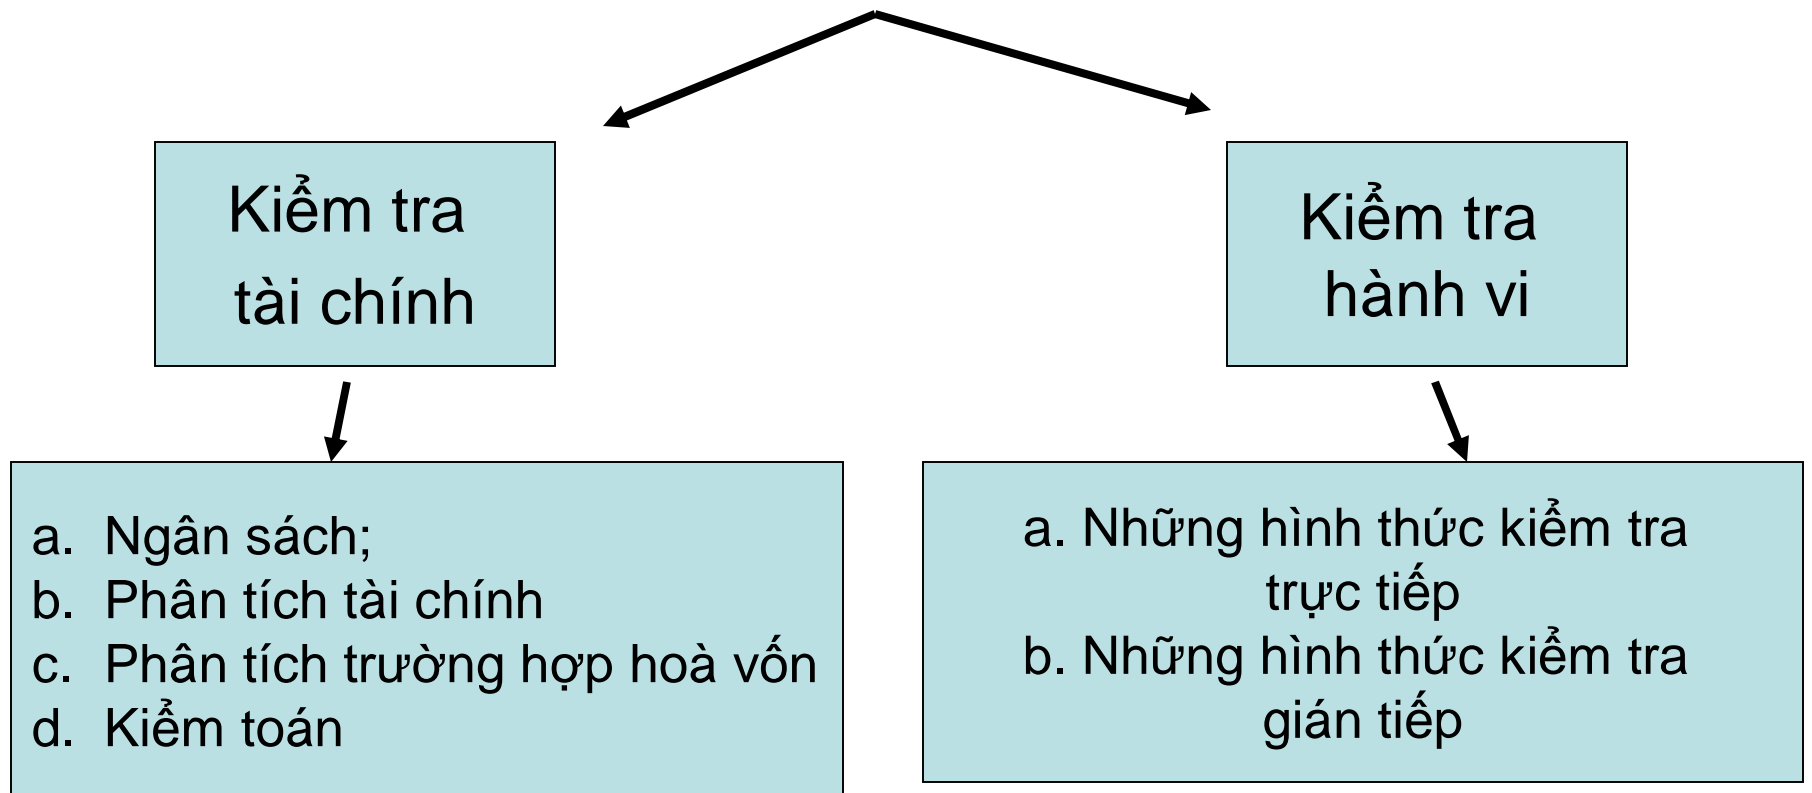 Kiểm tra
tài chính
Kiểm tra
hành vi
a. Ngân sách;
b. Phân tích tài chính
c. Phân tích trường hợp hoà vốn
d. Kiểm toán
a. Những hình thức kiểm tra
trực tiếp
b. Những hình thức kiểm tra
gián tiếp